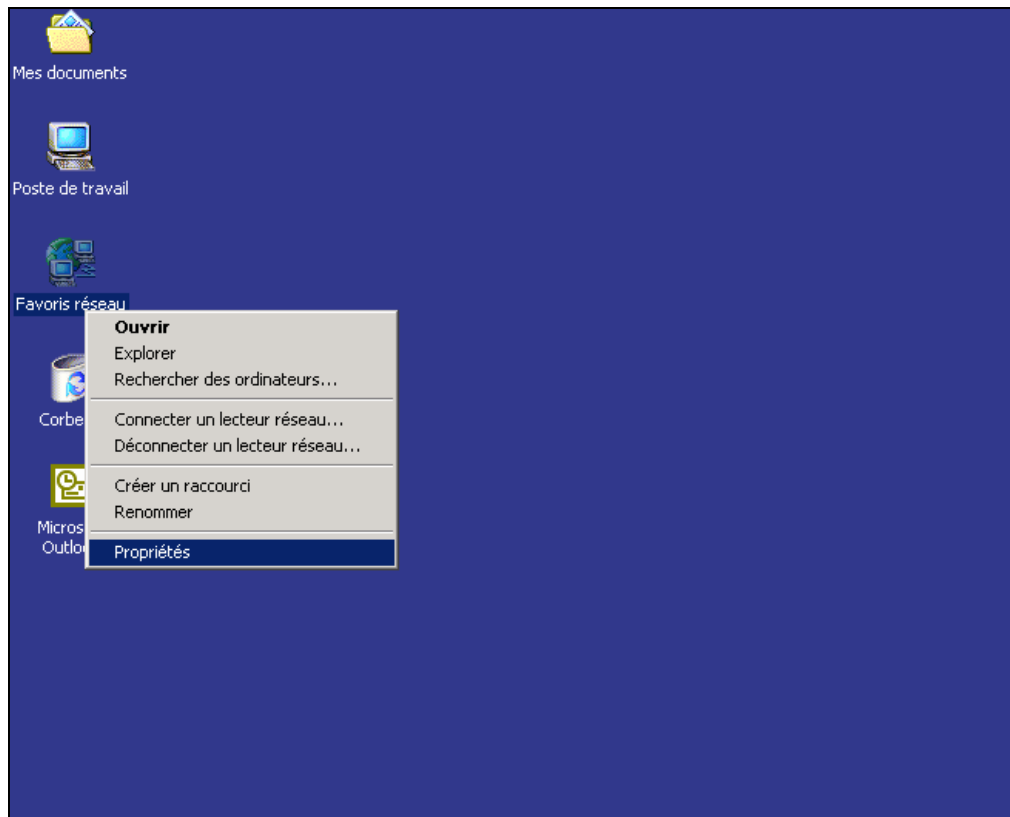 Mes documents
Poste de travail
Favoris réseau
Ouvrir
Explorer
Rechercher des ordinateurs...
Connecter un lecteur réseau...
Déconnecter un lecteur réseau...
Créer un raccourci
Renommer
Propriétés
Corbe
Micros
Outlo